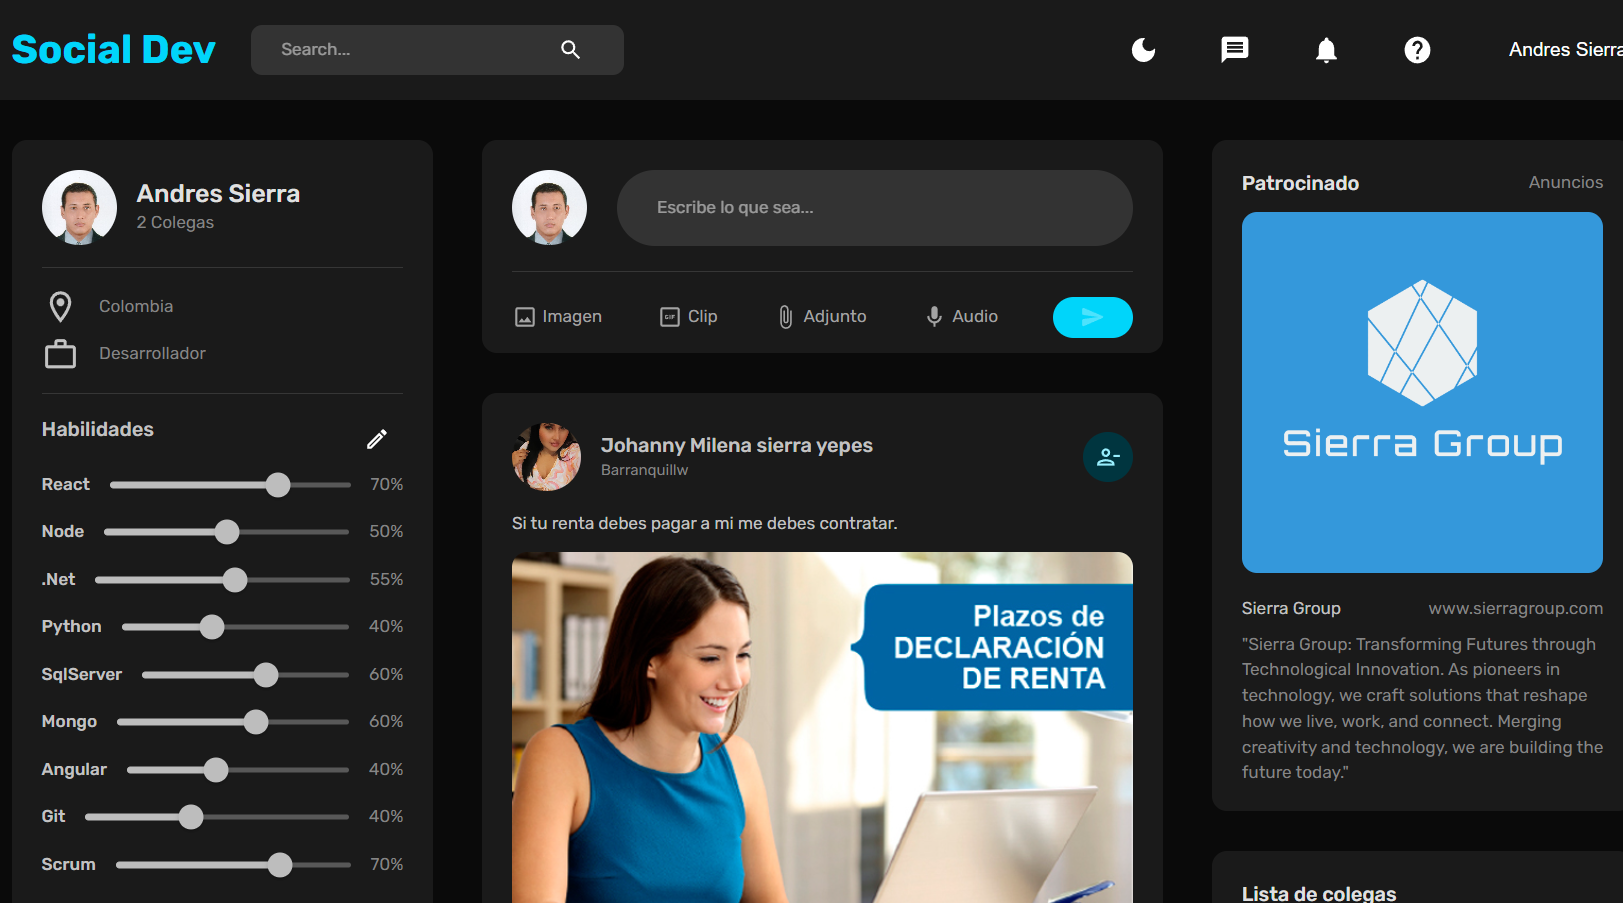 Social Dev
Search...
Andres Sierra
Andres Sierra
2 Colegas
Colombia
Desarrollador
Habilidades
React 70%
Node 50%
.Net 55%
Python 40%
SqlServer 60%
Mongo 60%
Angular 40%
Git 40%
Scrum 70%
Escribe lo que sea...
Imagen
GIF Clip
Adjunto
Audio
Johanny Milena sierra yepes
Barranquillw
Si tu renta debes pagar a mi me debes contratar.
Plazos de
DECLARACIÓN
DE RENTA
Patrocinado
Anuncios
Sierra Group
Sierra Group
www.sierragroup.com
"Sierra Group: Transforming Futures through
Technological Innovation. As pioneers in
technology, we craft solutions that reshape
how we live, work, and connect. Merging
creativity and technology, we are building the
future today."
Lista de colegas